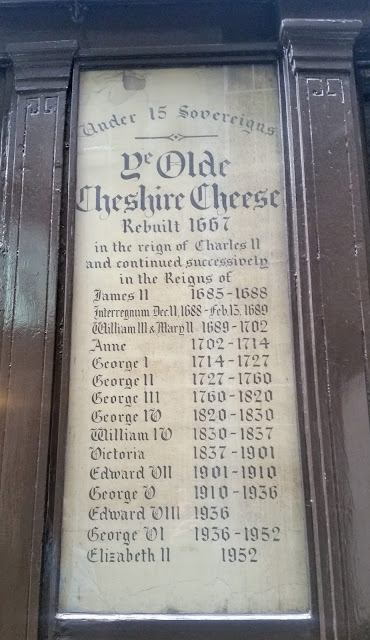 Under 15 Sovereigns
Ye Olde
Cheshire Cheese
Rebuilt 1667
in the reign of Charles II
and continued successively
in the Reigns of
James II 1685-1688
Interregnum Dec. 11, 1688 - Feb. 13, 1689
William III & Mary II 1689-1702
Anne 1702-1714
George I 1714-1727
George II 1727-1760
George III 1760-1820
George IV 1820-1830
William IV 1830-1837
Victoria 1837-1901
Edward VII 1901-1910
George V 1910-1936
Edward VIII 1936
George VI 1936-1952
Elizabeth II 1952